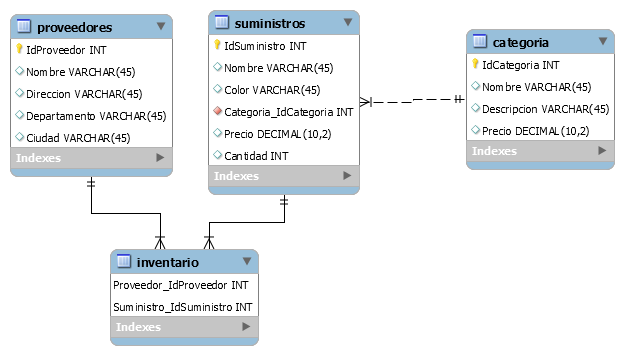 proveedores
IdProveedor INT
Nombre VARCHAR(45)
Direccion VARCHAR(45)
Departamento VARCHAR(45)
Ciudad VARCHAR(45)
Indexes
suministros
IdSuministro INT
Nombre VARCHAR(45)
Color VARCHAR(45)
Categoria_IdCategoria INT
Precio DECIMAL(10,2)
Cantidad INT
Indexes
categoria
IdCategoria INT
Nombre VARCHAR(45)
Descripcion VARCHAR(45)
Precio DECIMAL(10,2)
Indexes
inventario
Proveedor_IdProveedor INT
Suministro_IdSuministro INT
Indexes